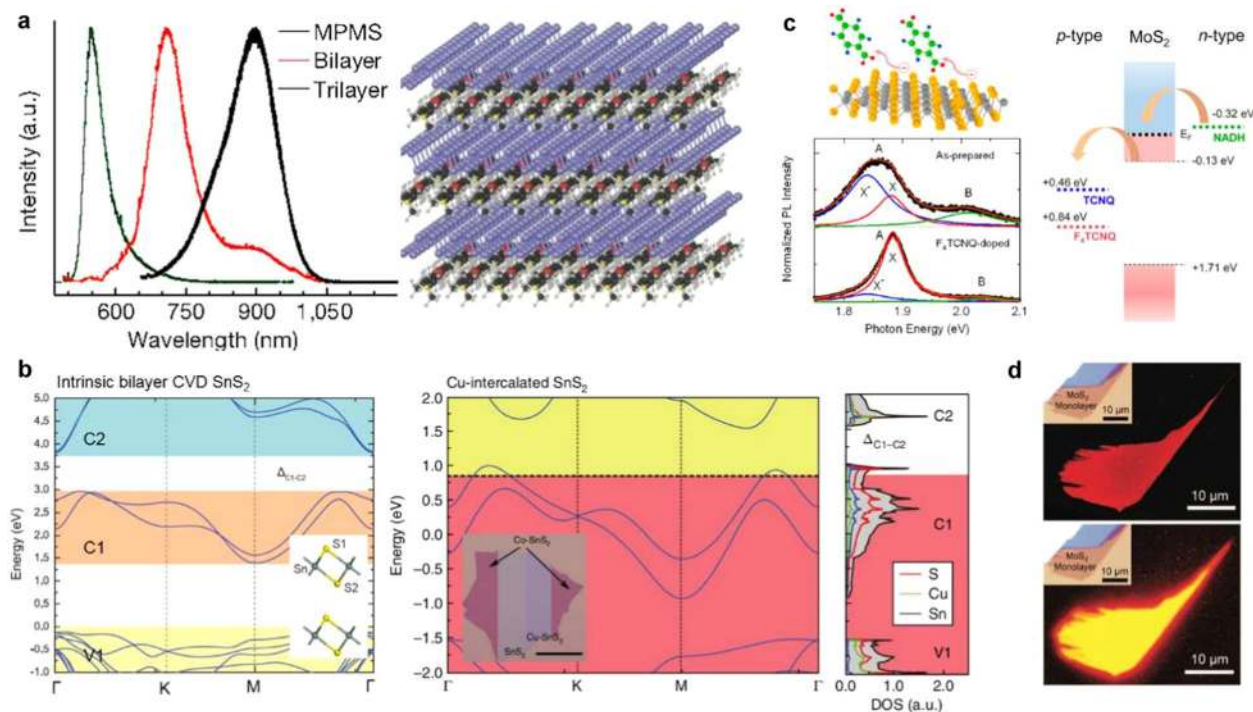 a
MPMS
Bilayer
Trilayer
Intensity (a.u.)
600 750 900 1,050
Wavelength (nm)
c
p-type MoS2 n-type
-0.32 eV
NADH
EF
-0.13 eV
+0.46 eV
TCNQ
+0.84 eV
F4TCNQ
+1.71 eV
Normalized PL Intensity
A
As-prepared
X-
X
B
A
F4TCNQ-doped
X
X-
B
1.8 1.9 2.0 2.1
Photon Energy (eV)
b
Intrinsic bilayer CVD SnS2
Energy (eV)
5.0
4.5
4.0
3.5
3.0
2.5
2.0
1.5
1.0
0.5
0.0
-0.5
-1.0
C2
ΔC1-C2
C1
V1
S1
Sn
S2
Γ K M Γ
Cu-intercalated SnS2
Energy (eV)
2.0
1.5
1.0
0.5
0.0
−0.5
−1.0
−1.5
−2.0
Co-SnS2
Cu-SnS2
SnS2
Γ K M Γ
C2
ΔC1-C2
C1
S
Cu
Sn
V1
0.0 1.0 2.0
DOS (a.u.)
d
MoS2
Monolayer
10 μm
10 μm
MoS2
Monolayer
10 μm
10 μm